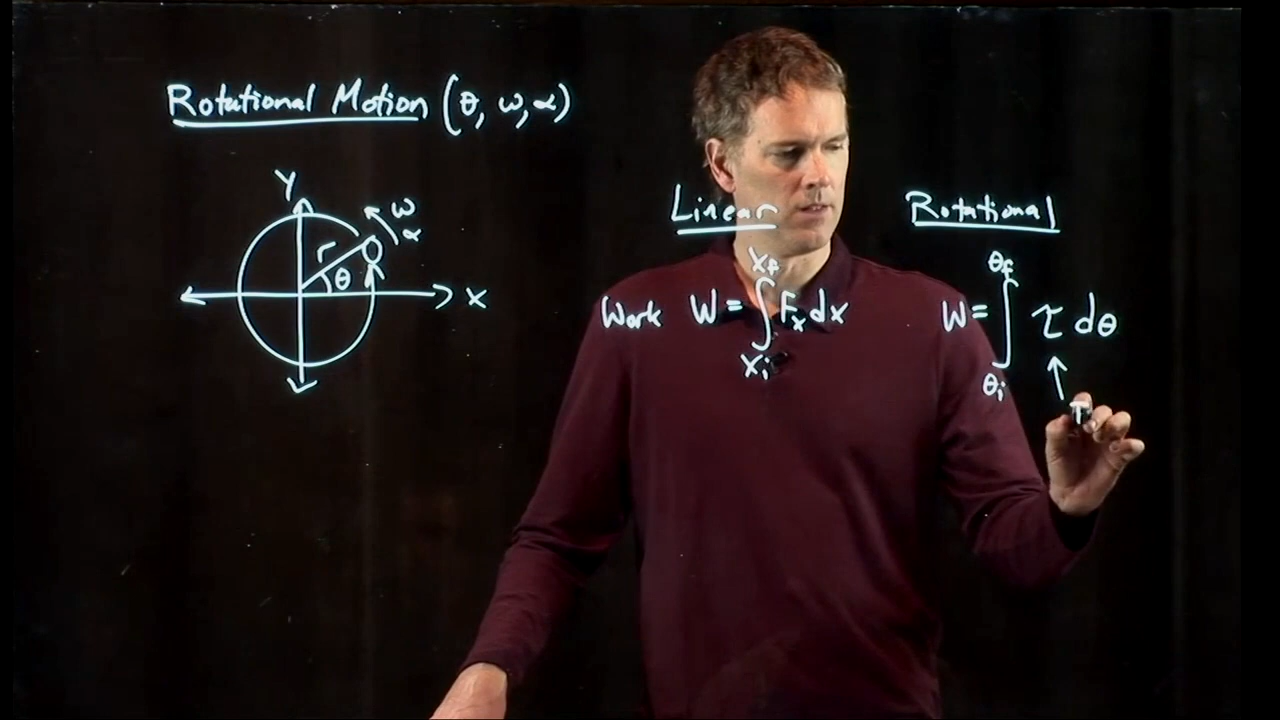 Rotational Motion (θ, ω, α)
Y
ω
α
r
θ
X
Linear
Rotational
Work W = ∫_{xi}^{xf} Fx dx
W = ∫_{θi}^{θf} τ dθ
T